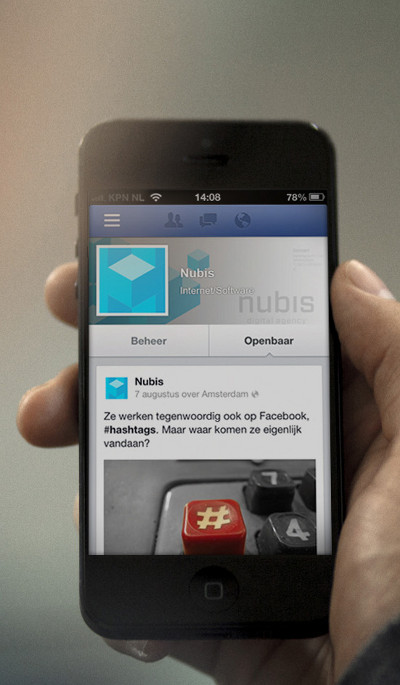 KPN NL 14:08 78%
Nubis
Internet/Software
nubis
digital agency
Beheer Openbaar
Nubis
7 augustus over Amsterdam
Ze werken tegenwoordig ook op Facebook,
#hashtags. Maar waar komen ze eigenlijk
vandaan?
7
#
4